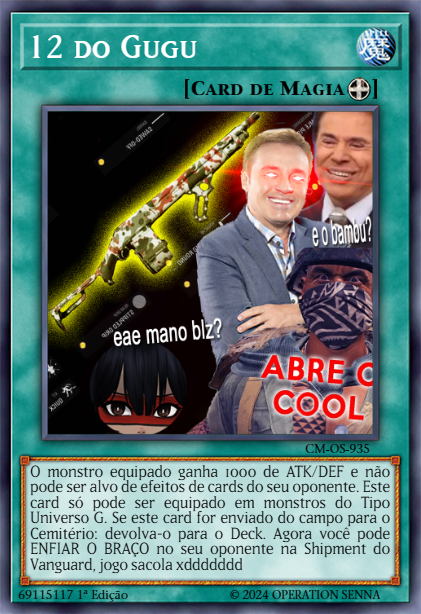 12 do Gugu
[Card de Magia]
e o bambu?
eae mano blz?
ABRE O
COOL
CM-OS-935
O monstro equipado ganha 1000 de ATK/DEF e não
pode ser alvo de efeitos de cards do seu oponente. Este
card só pode ser equipado em monstros do Tipo
Universo G. Se este card for enviado do campo para o
Cemitério: devolva-o para o Deck. Agora você pode
ENFIAR O BRAÇO no seu oponente na Shipment do
Vanguard, jogo sacola xddddddd
69115117 1ª Edição
© 2024 OPERATION SENNA